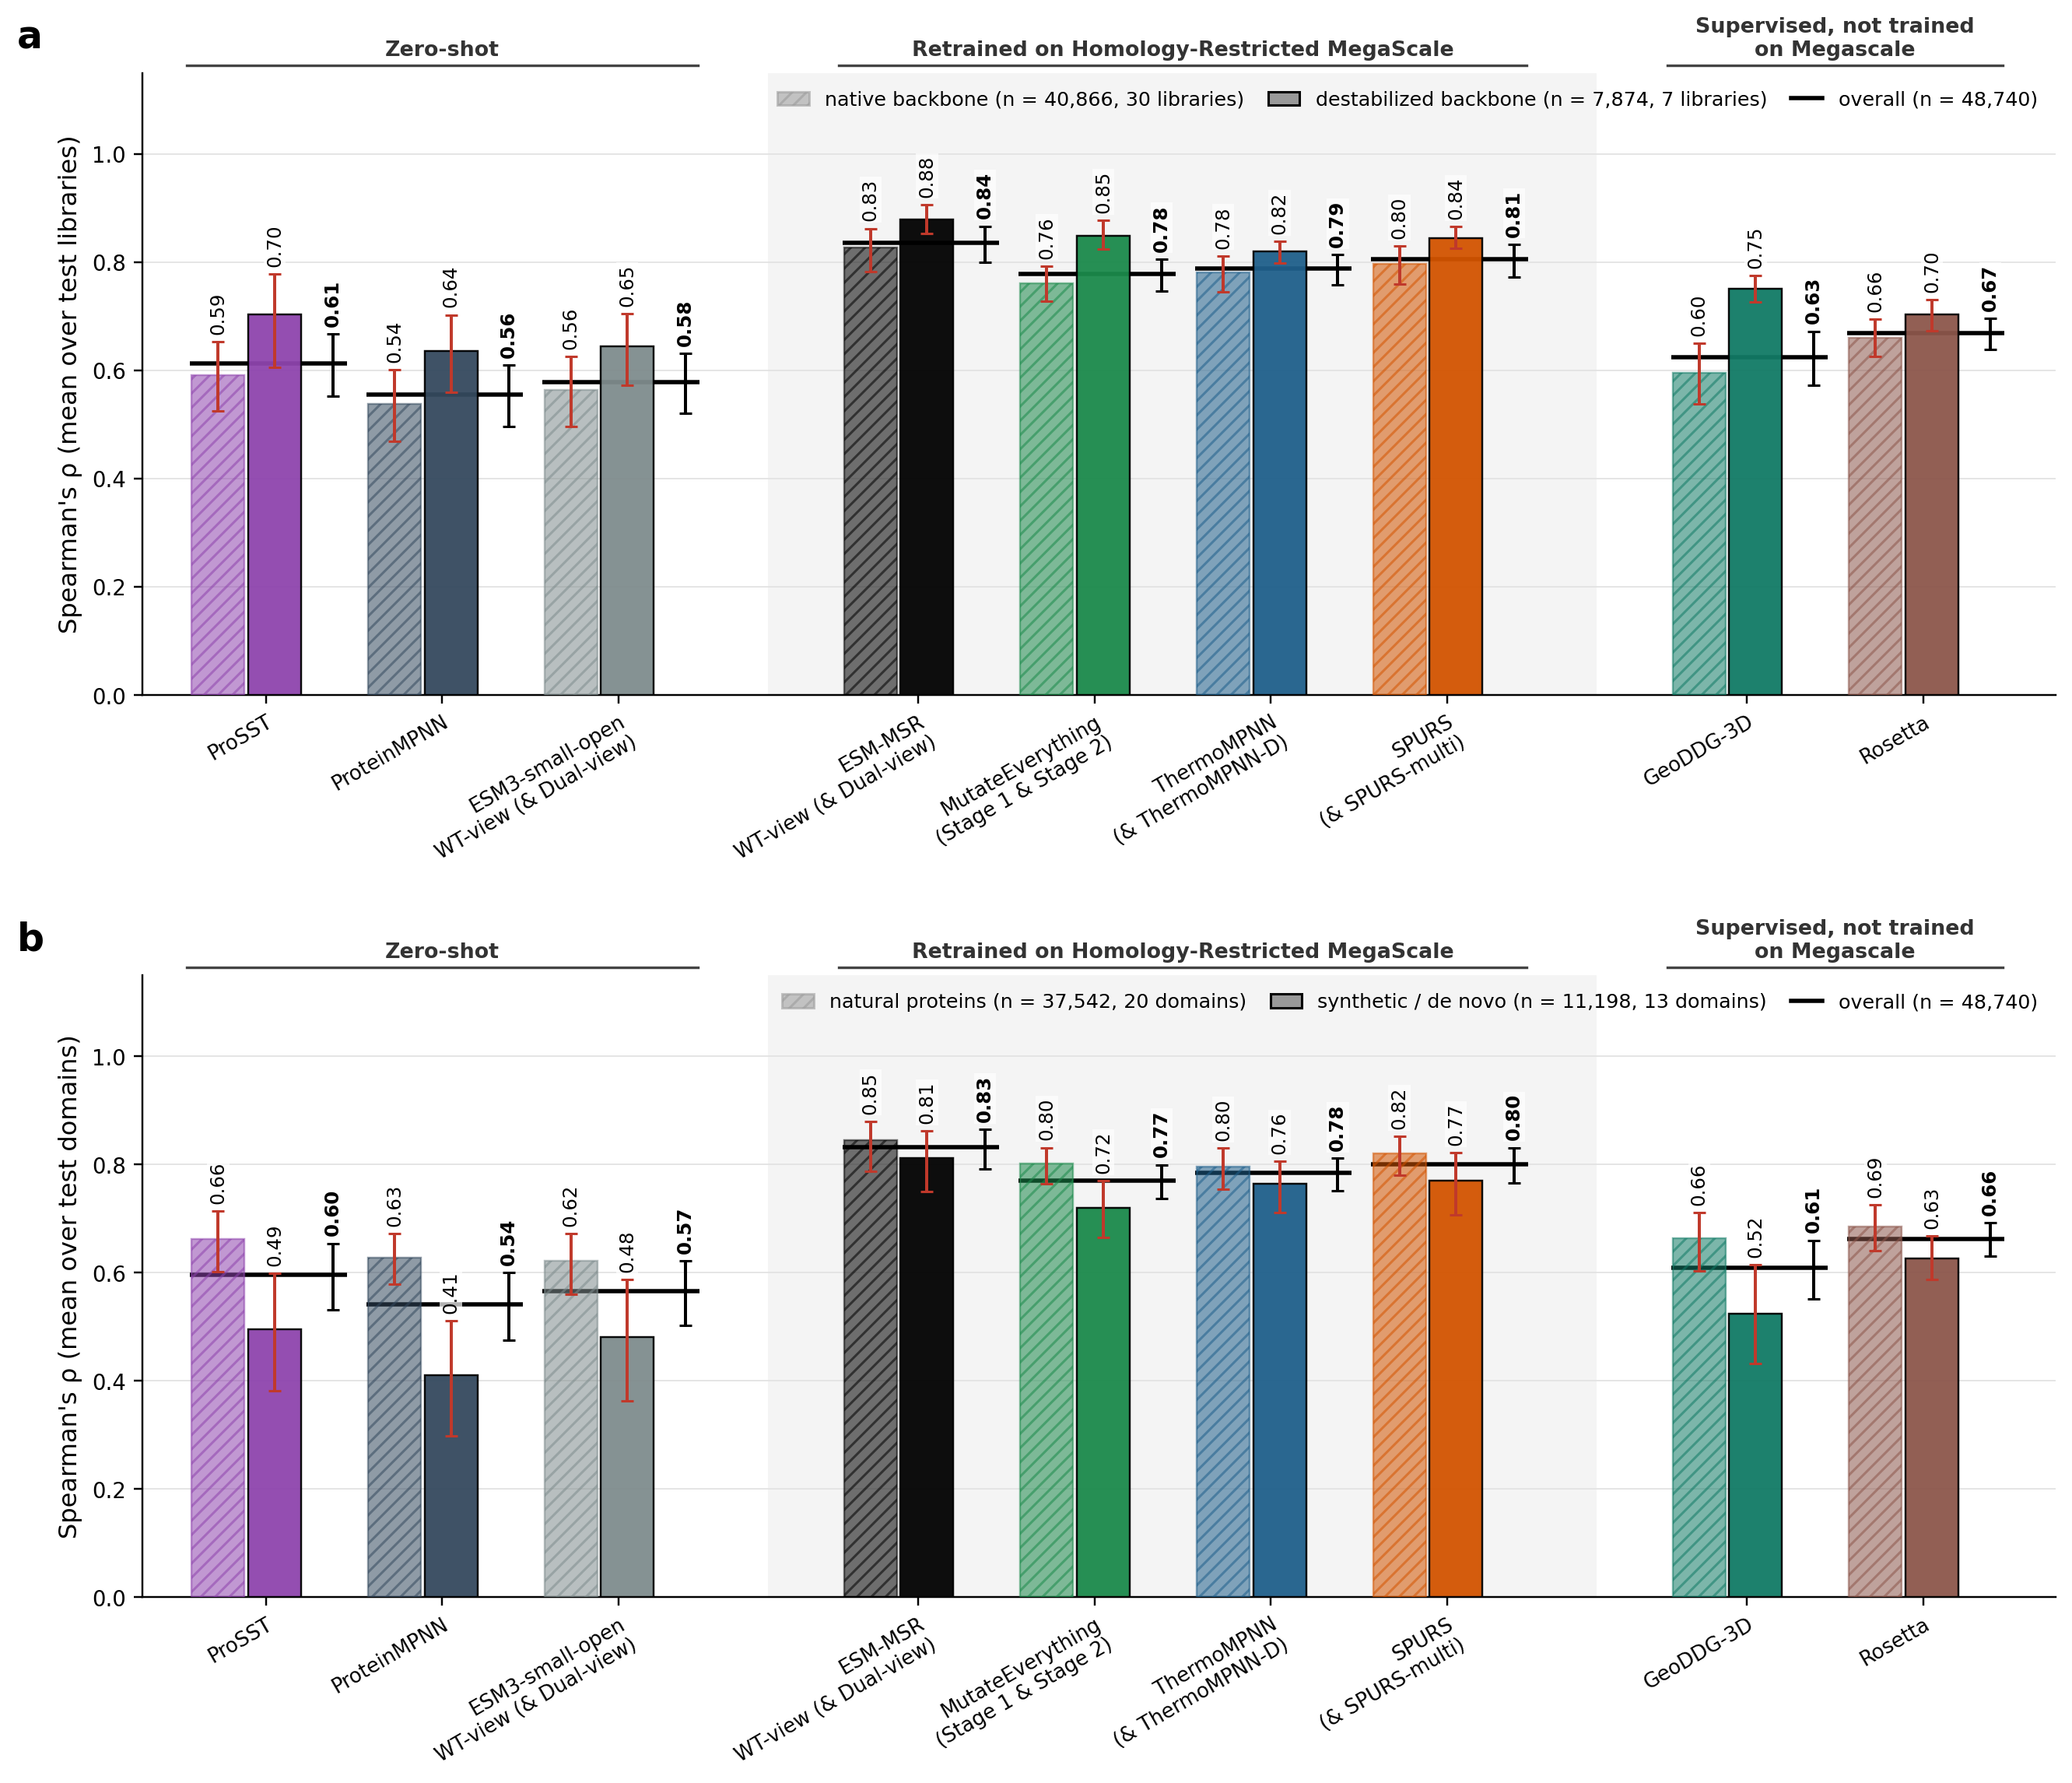 a
Zero-shot
Retrained on Homology-Restricted MegaScale
Supervised, not trained
on Megascale
native backbone (n = 40,866, 30 libraries)
destabilized backbone (n = 7,874, 7 libraries)
overall (n = 48,740)
Spearman's ρ (mean over test libraries)
1.0
0.8
0.6
0.4
0.2
0.0
0.59
0.70
0.61
0.54
0.64
0.56
0.56
0.65
0.58
0.83
0.88
0.84
0.76
0.85
0.78
0.78
0.82
0.79
0.80
0.84
0.81
0.60
0.75
0.63
0.66
0.70
0.67
ProSST
ProteinMPNN
ESM3-small-open
WT-view (& Dual-view)
ESM-MSR
WT-view (& Dual-view)
MutateEverything
(Stage 1 & Stage 2)
ThermoMPNN
(& ThermoMPNN-D)
SPURS
(& SPURS-multi)
GeoDDG-3D
Rosetta
b
Zero-shot
Retrained on Homology-Restricted MegaScale
Supervised, not trained
on Megascale
natural proteins (n = 37,542, 20 domains)
synthetic / de novo (n = 11,198, 13 domains)
overall (n = 48,740)
Spearman's ρ (mean over test domains)
1.0
0.8
0.6
0.4
0.2
0.0
0.66
0.49
0.60
0.63
0.41
0.54
0.62
0.48
0.57
0.85
0.81
0.83
0.80
0.72
0.77
0.80
0.76
0.78
0.82
0.77
0.80
0.66
0.52
0.61
0.69
0.63
0.66
ProSST
ProteinMPNN
ESM3-small-open
WT-view (& Dual-view)
ESM-MSR
WT-view (& Dual-view)
MutateEverything
(Stage 1 & Stage 2)
ThermoMPNN
(& ThermoMPNN-D)
SPURS
(& SPURS-multi)
GeoDDG-3D
Rosetta